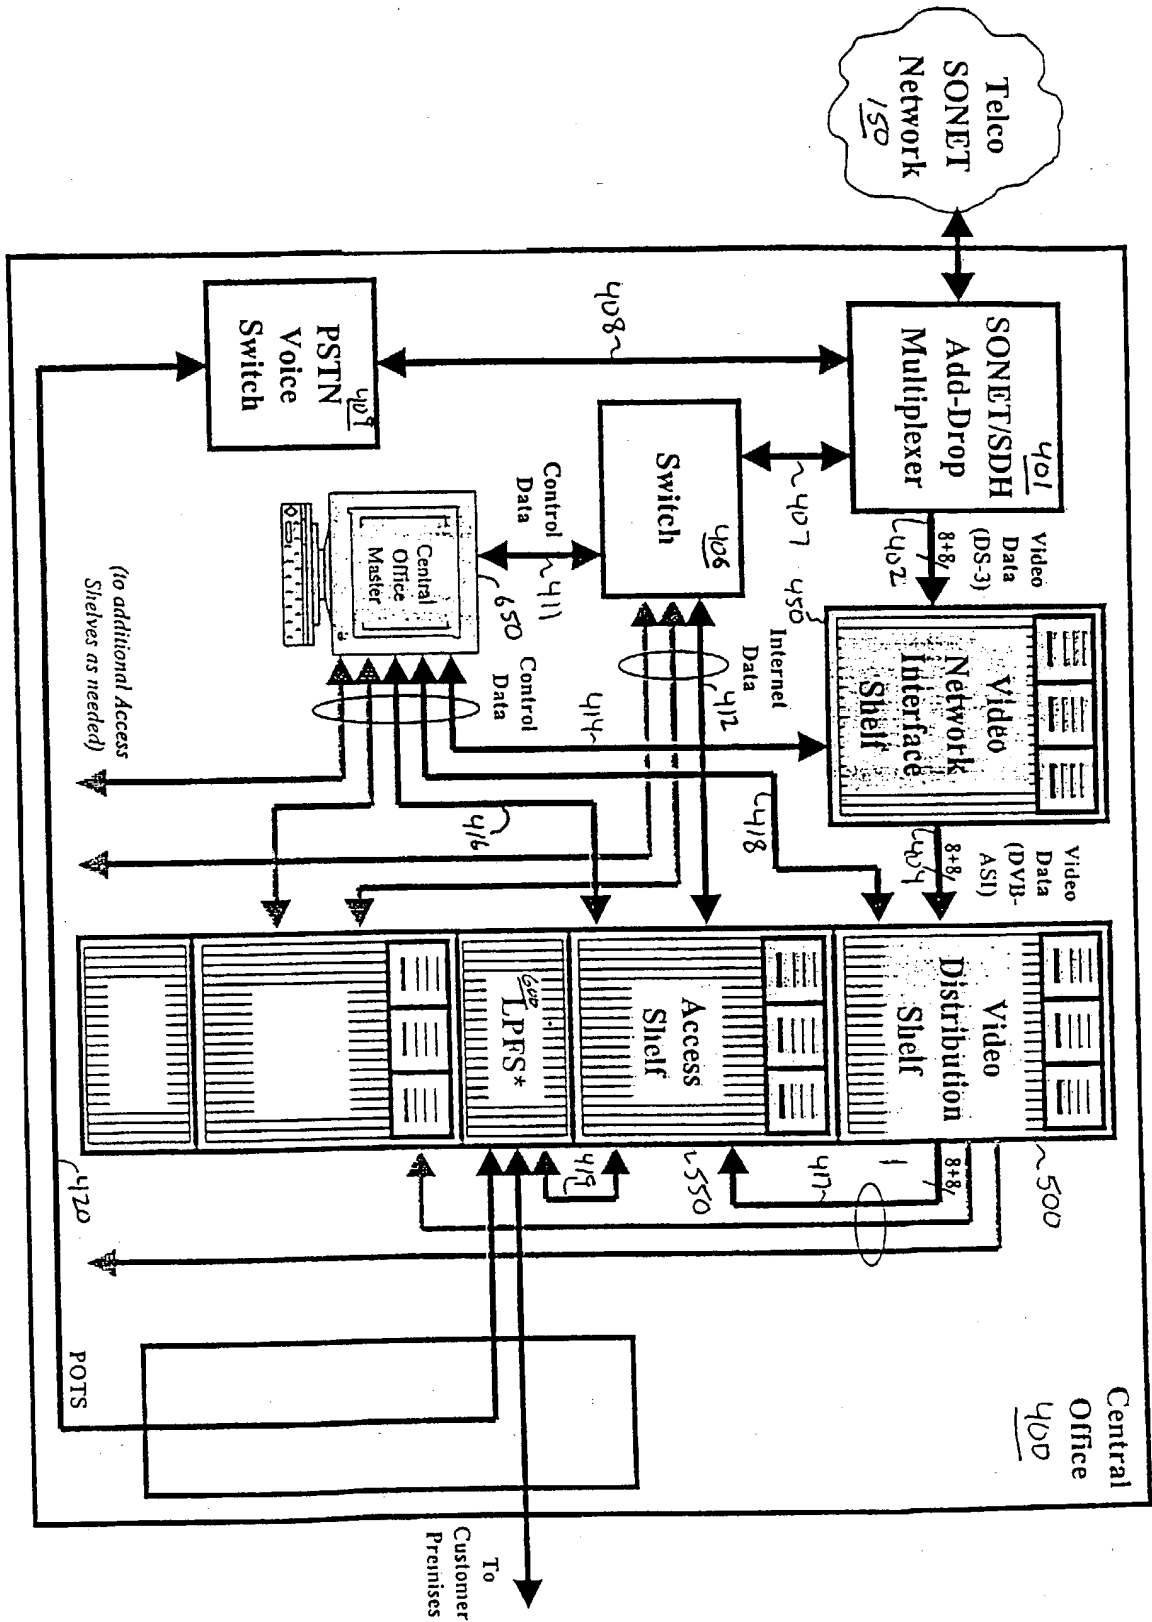 Telco
SONET
Network
150
Central
Office
400
SONET/SDH
Add-Drop
Multiplexer
401
Video
Data
(DS-3)
8+8
402
450
Video
Network
Interface
Shelf
Video
Data
(DVB-
ASI)
8+8
404
Video
Distribution
Shelf
500
8+8
417
408
407
Switch
406
Internet
Data
412
414
418
Access
Shelf
550
419
Control
Data
411
650
Central
Office
Master
Control
Data
416
600
LPFS*
PSTN
Voice
Switch
409
(to additional Access
Shelves as needed)
420
POTS
To
Customer
Premises